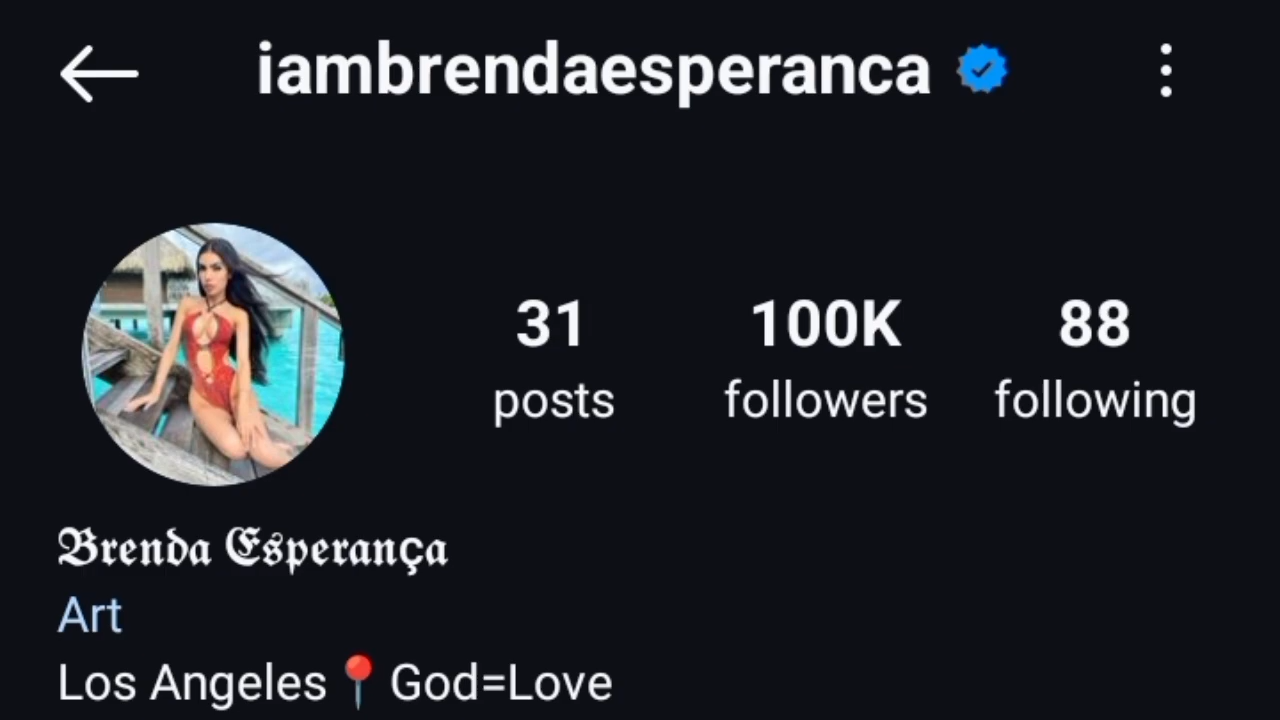 iambrendaesperanca
31 100K 88
posts followers following
𝕭𝖗𝖊𝖓𝖉𝖆 𝕰𝖘𝖕𝖊𝖗𝖆𝖓ç𝖆
Art
Los Angeles📍God=Love